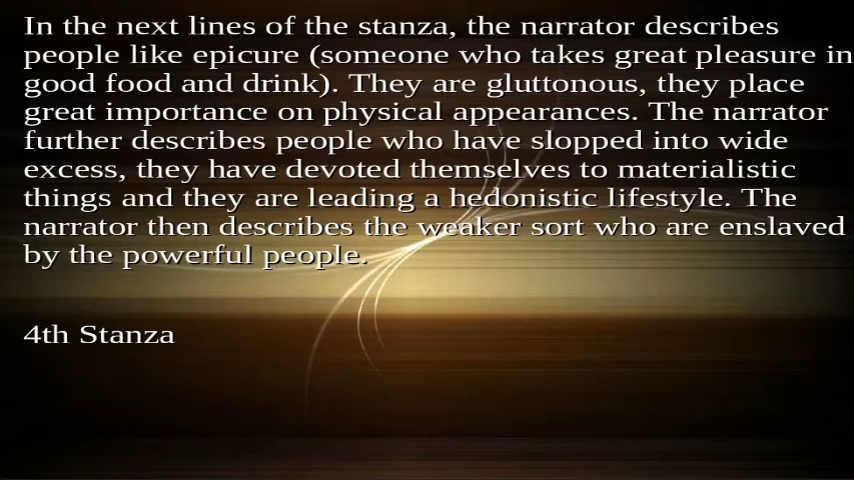 In the next lines of the stanza, the narrator describes
people like epicure (someone who takes great pleasure in
good food and drink). They are gluttonous, they place
great importance on physical appearances. The narrator
further describes people who have slopped into wide
excess, they have devoted themselves to materialistic
things and they are leading a hedonistic lifestyle. The
narrator then describes the weaker sort who are enslaved
by the powerful people.
4th Stanza